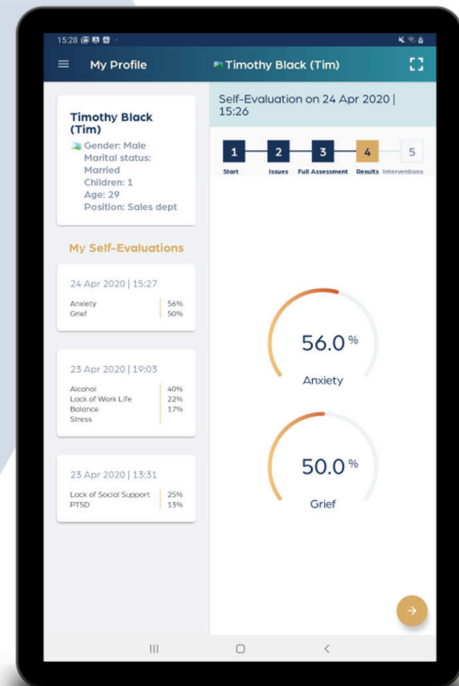 15:28
My Profile
Timothy Black (Tim)
Timothy Black
(Tim)
Gender: Male
Marital status:
Married
Children: 1
Age: 29
Position: Sales dept
My Self-Evaluations
24 Apr 2020 | 15:27
Anxiety 56%
Grief 50%
23 Apr 2020 | 19:03
Alcohol 40%
Lack of Work Life 22%
Balance 17%
Stress
23 Apr 2020 | 13:31
Lack of Social Support 25%
PTSD 13%
Self-Evaluation on 24 Apr 2020 |
15:26
1 2 3 4 5
Start Issues Full Assessment Results Interventions
56.0 %
Anxiety
50.0 %
Grief